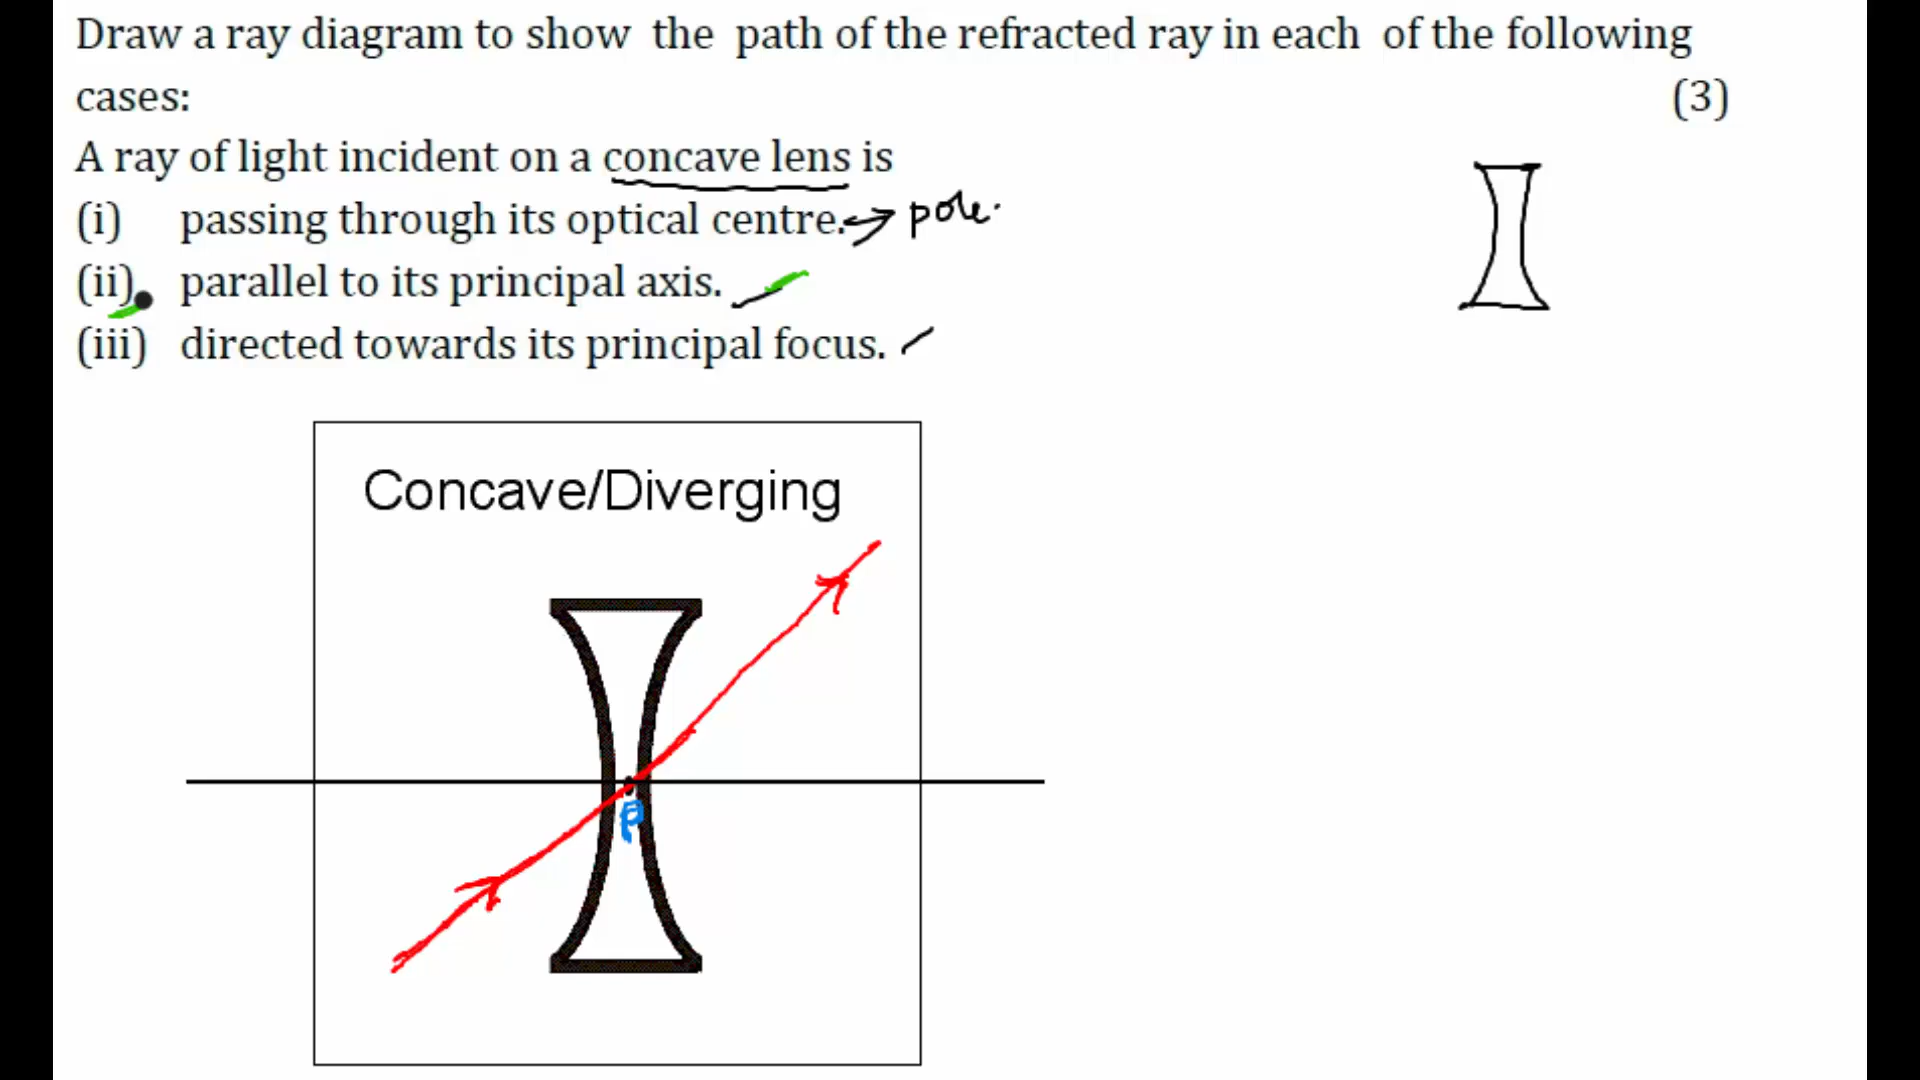 Draw a ray diagram to show the path of the refracted ray in each of the following
cases: (3)
A ray of light incident on a concave lens is
(i) passing through its optical centre. → pole.
(ii) parallel to its principal axis.
(iii) directed towards its principal focus.
Concave/Diverging
P